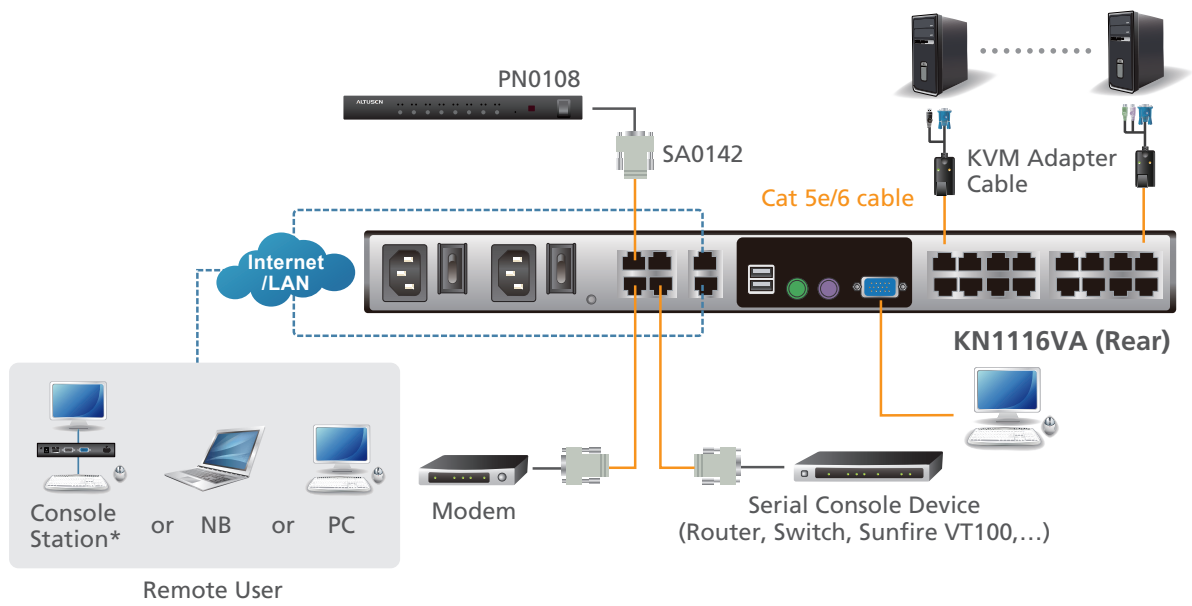 PN0108
ALTUSEN
SA0142
KVM Adapter
Cable
Cat 5e/6 cable
Internet
/LAN
KN1116VA (Rear)
Console
Station*
or
NB
or
PC
Modem
Serial Console Device
(Router, Switch, Sunfire VT100,…)
Remote User